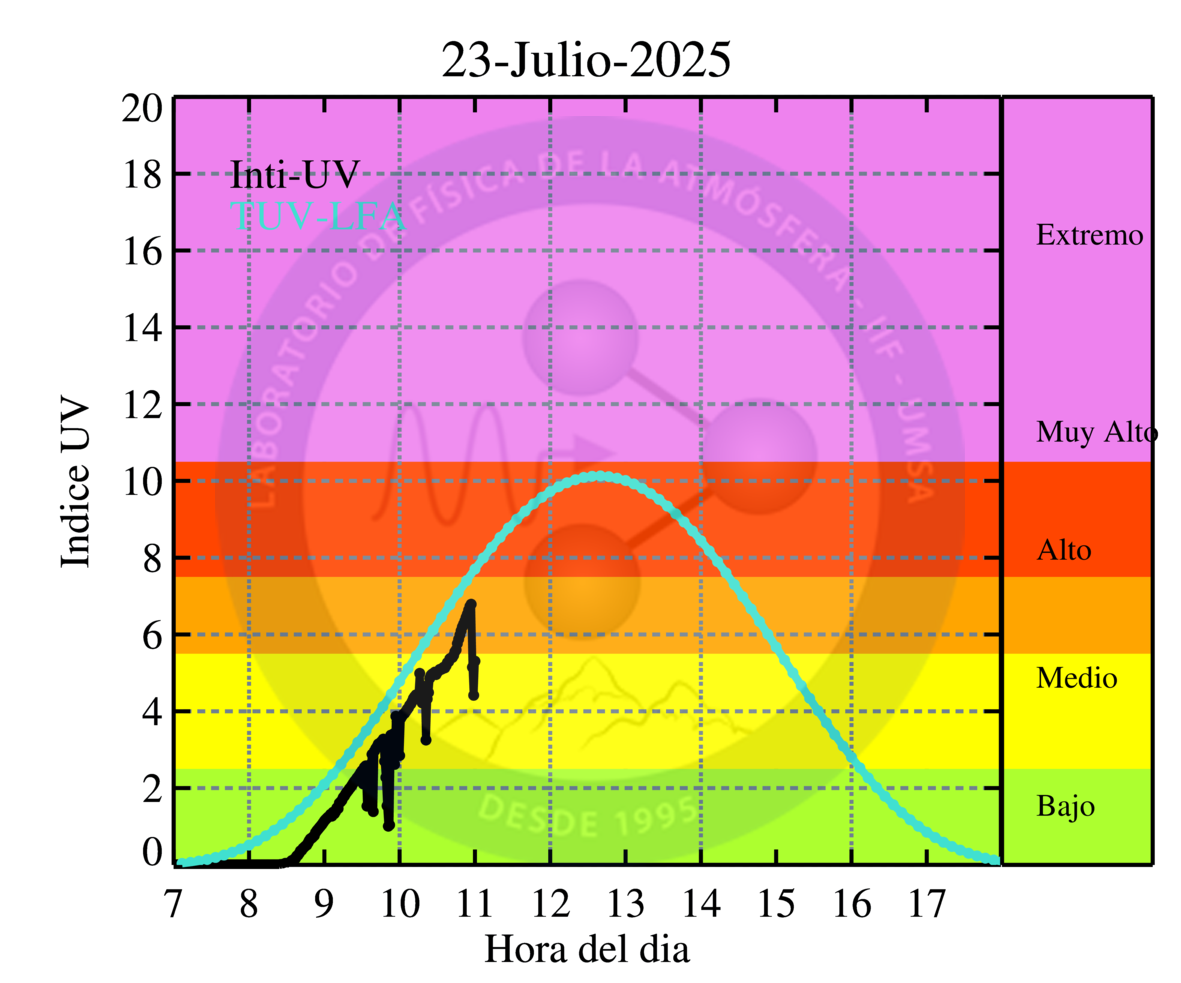 23-Julio-2025
Inti-UV
TUV-LFA
LABORATORIO DE FÍSICA DE LA ATMÓSFERA - IIF - UMSA
DESDE 1995
Indice UV
20
18
16
14
12
10
8
6
4
2
0
Extremo
Muy Alto
Alto
Medio
Bajo
7 8 9 10 11 12 13 14 15 16 17
Hora del dia